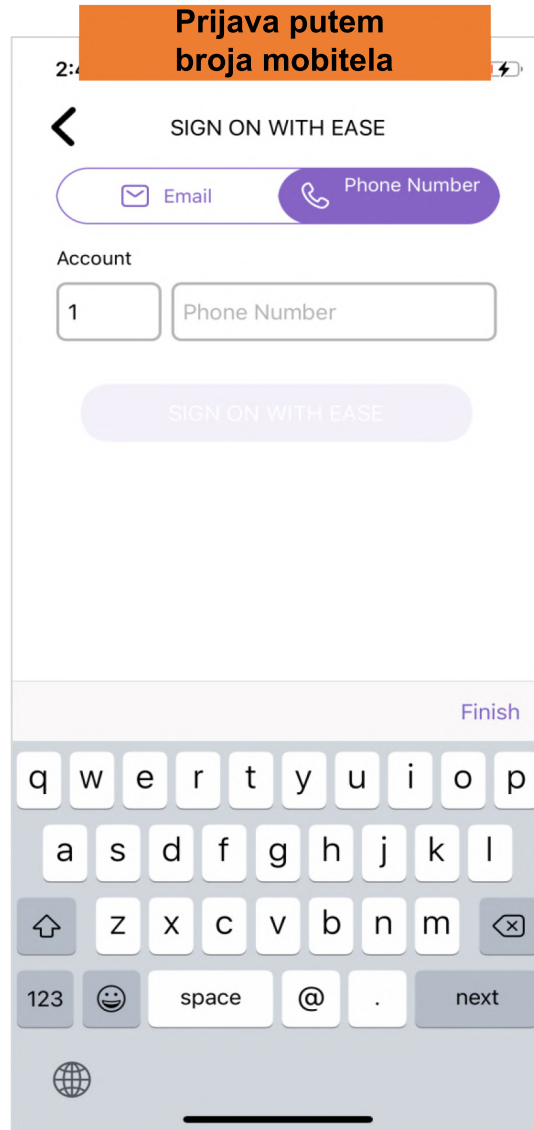 Prijava putem
broja mobitela
SIGN ON WITH EASE
Email
Phone Number
Account
1
Phone Number
SIGN ON WITH EASE
Finish
q w e r t y u i o p
a s d f g h j k l
z x c v b n m
123 space @ . next